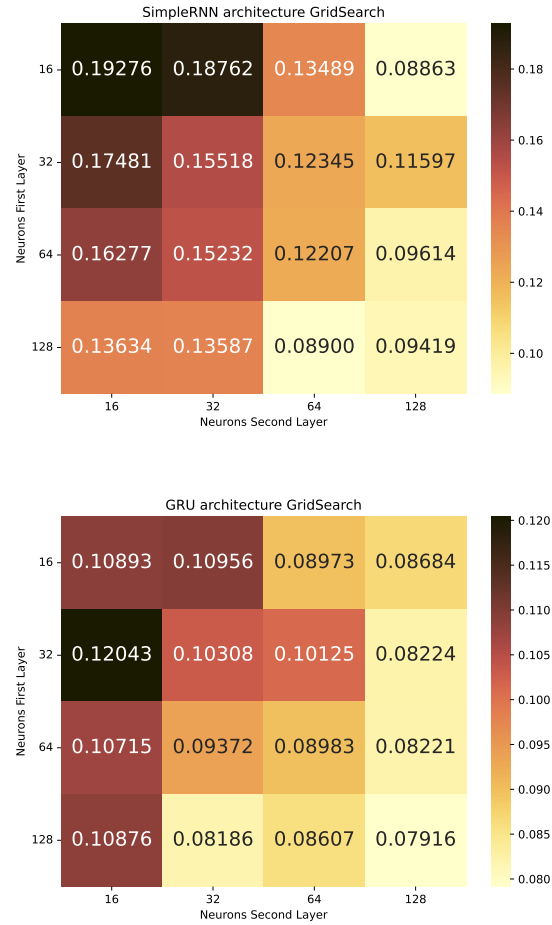 SimpleRNN architecture GridSearch
16 0.19276 0.18762 0.13489 0.08863
32 0.17481 0.15518 0.12345 0.11597
64 0.16277 0.15232 0.12207 0.09614
128 0.13634 0.13587 0.08900 0.09419
16 32 64 128
Neurons First Layer
Neurons Second Layer
0.18
0.16
0.14
0.12
0.10
GRU architecture GridSearch
16 0.10893 0.10956 0.08973 0.08684
32 0.12043 0.10308 0.10125 0.08224
64 0.10715 0.09372 0.08983 0.08221
128 0.10876 0.08186 0.08607 0.07916
16 32 64 128
Neurons First Layer
Neurons Second Layer
0.120
0.115
0.110
0.105
0.100
0.095
0.090
0.085
0.080